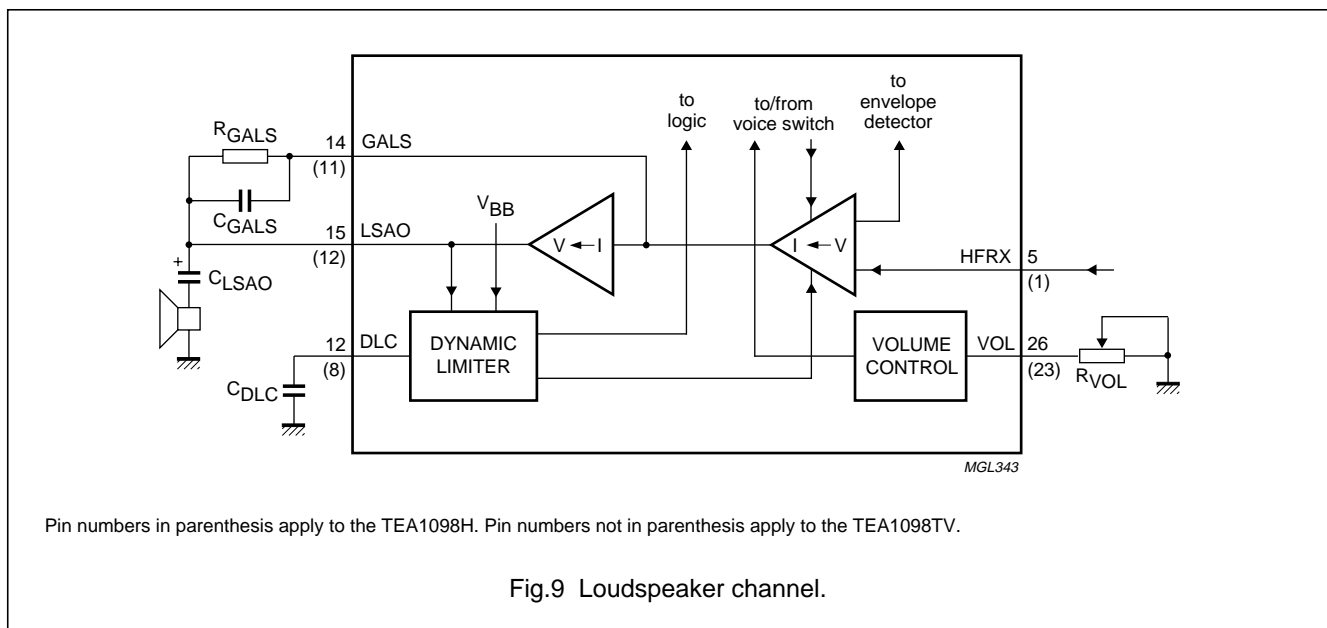 to
logic
to/from
voice switch
to
envelope
detector
RGALS
14 GALS
(11)
CGALS
VBB
15 LSAO
(12)
V ← I
I ← V
HFRX 5
(1)
+
CLSAO
12 DLC
(8)
DYNAMIC
LIMITER
VOLUME
CONTROL
VOL 26
(23)
RVOL
CDLC
MGL343
Pin numbers in parenthesis apply to the TEA1098H. Pin numbers not in parenthesis apply to the TEA1098TV.
Fig.9 Loudspeaker channel.